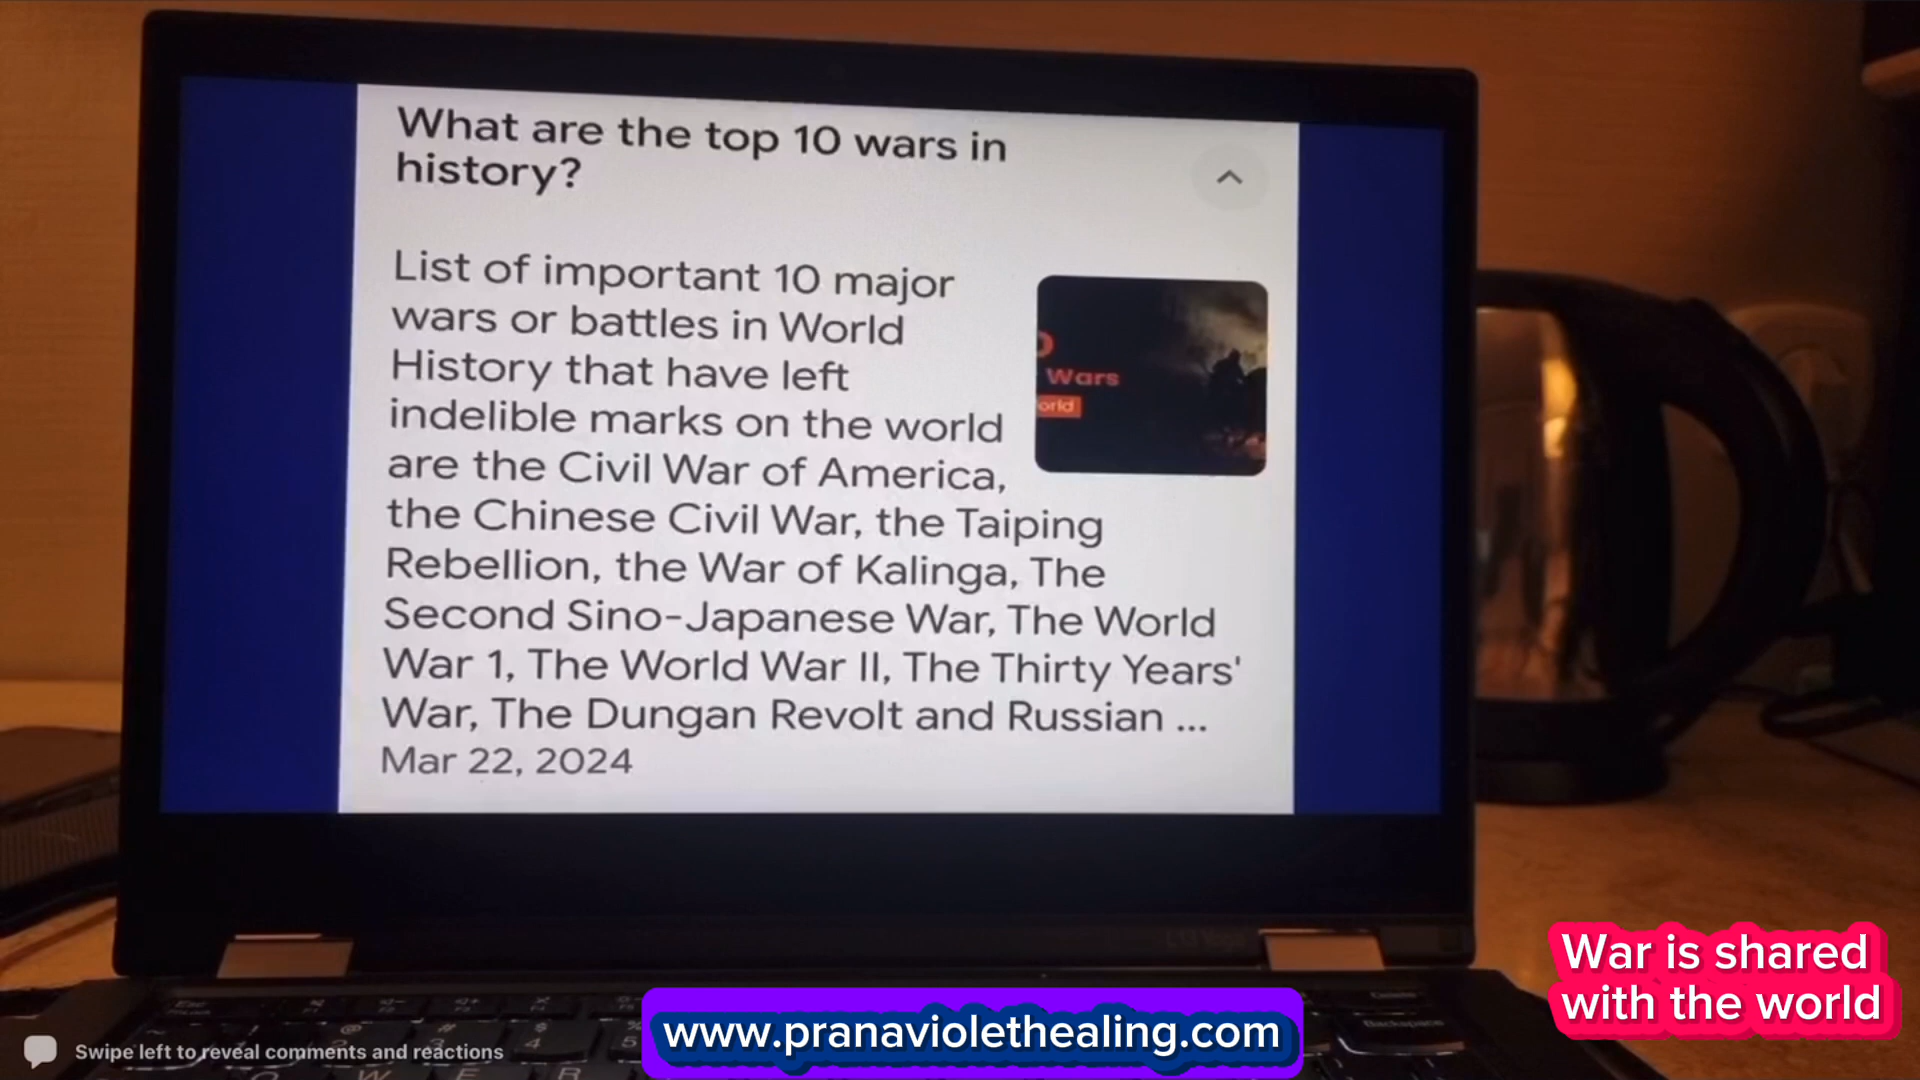 What are the top 10 wars in
history?
List of important 10 major
wars or battles in World
History that have left
indelible marks on the world
are the Civil War of America,
the Chinese Civil War, the Taiping
Rebellion, the War of Kalinga, The
Second Sino-Japanese War, The World
War 1, The World War II, The Thirty Years'
War, The Dungan Revolt and Russian ...
Mar 22, 2024
Wars
orld
War is shared
with the world
www.pranaviolethealing.com
Swipe left to reveal comments and reactions
Backspace